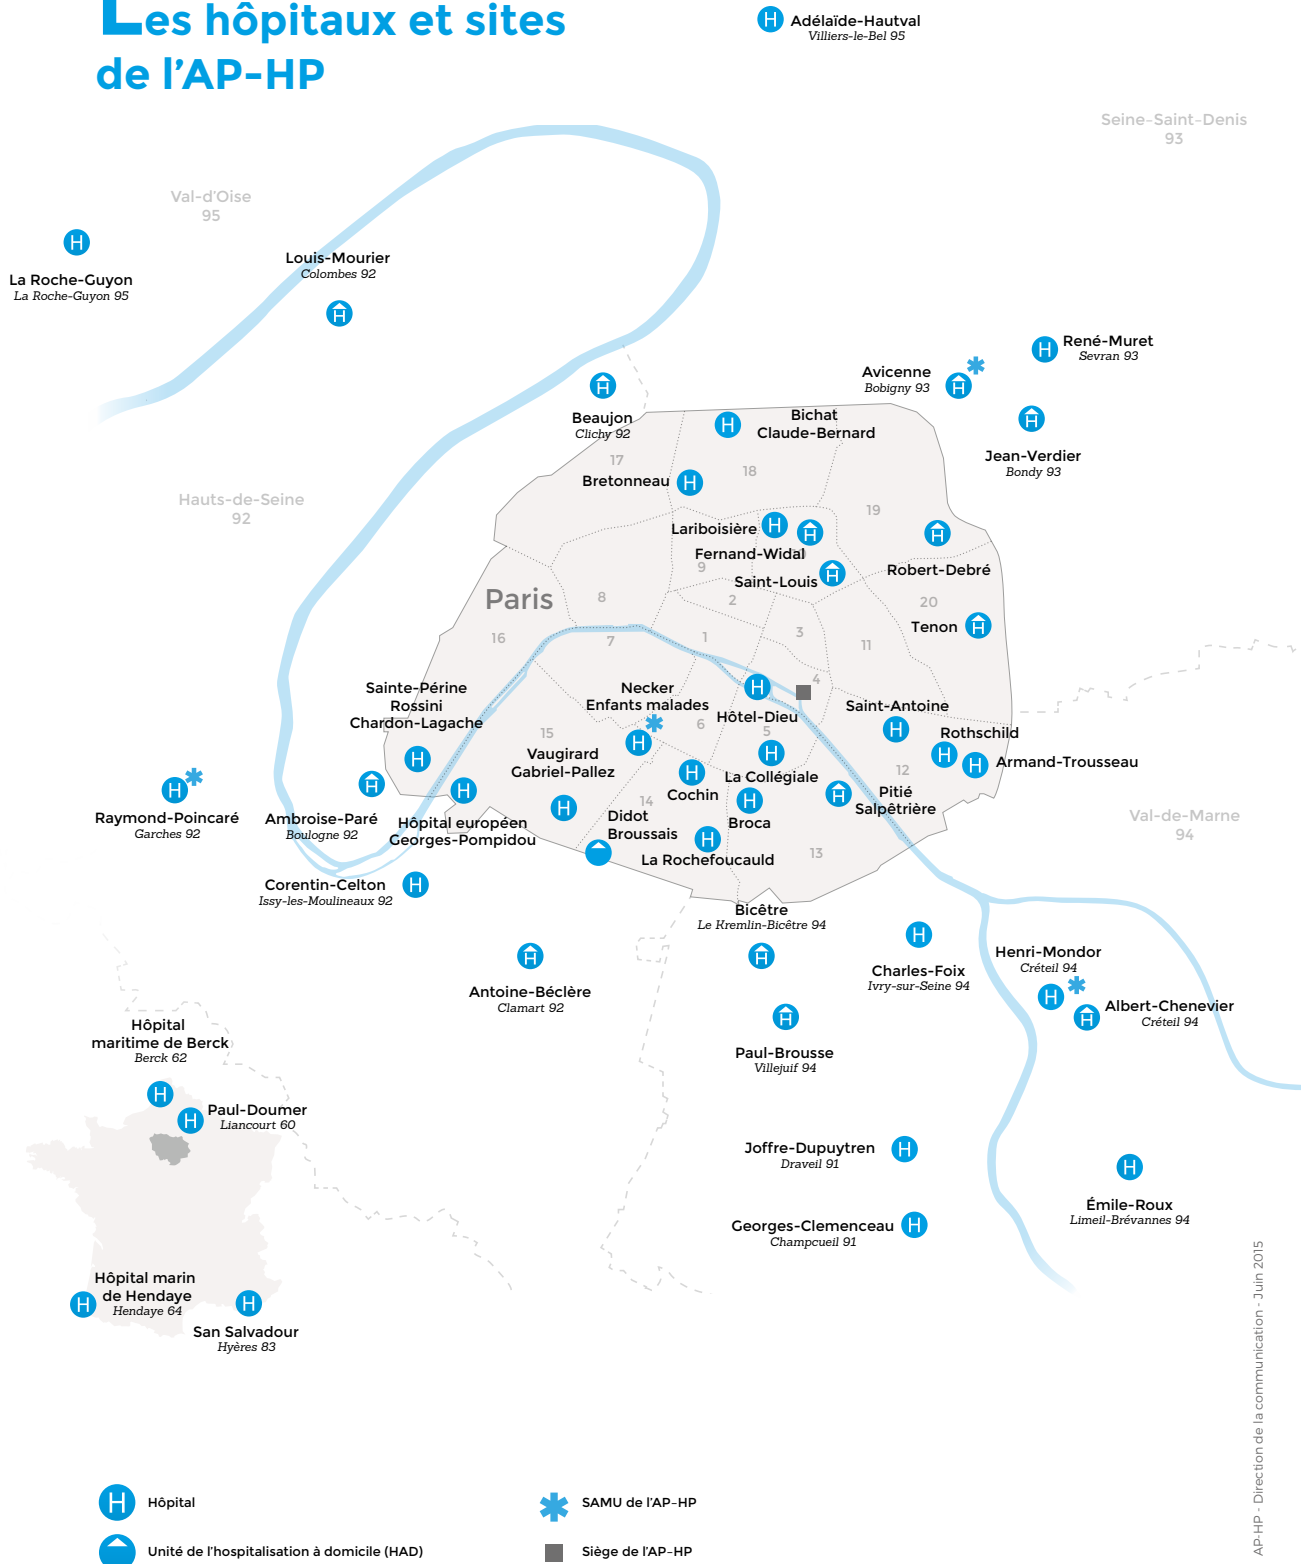 Les hôpitaux et sites
de l'AP-HP
Adélaïde-Hautval
Villiers-le-Bel 95
Seine-Saint-Denis
93
Val-d'Oise
95
La Roche-Guyon
La Roche-Guyon 95
Louis-Mourier
Colombes 92
René-Muret
Sevran 93
Avicenne
Bobigny 93
Jean-Verdier
Bondy 93
Beaujon
Clichy 92
Bichat
Claude-Bernard
17
18
Bretonneau
Hauts-de-Seine
92
19
Lariboisière
Fernand-Widal
9
Saint-Louis
Robert-Debré
Paris
8
2
20
Tenon
16
7
1
3
11
4
Sainte-Périne
Rossini
Chardon-Lagache
Necker
Enfants malades
6
Hôtel-Dieu
5
Saint-Antoine
Rothschild
Armand-Trousseau
15
Vaugirard
Gabriel-Pallez
La Collégiale
12
Cochin
14
Pitié
Salpêtrière
Raymond-Poincaré
Garches 92
Ambroise-Paré
Boulogne 92
Hôpital européen
Georges-Pompidou
Didot
Broussais
Broca
La Rochefoucauld
13
Val-de-Marne
94
Corentin-Celton
Issy-les-Moulineaux 92
Bicêtre
Le Kremlin-Bicêtre 94
Antoine-Béclère
Clamart 92
Charles-Foix
Ivry-sur-Seine 94
Henri-Mondor
Créteil 94
Albert-Chenevier
Créteil 94
Paul-Brousse
Villejuif 94
Hôpital
maritime de Berck
Berck 62
Paul-Doumer
Liancourt 60
Joffre-Dupuytren
Draveil 91
Émile-Roux
Limeil-Brévannes 94
Georges-Clemenceau
Champcueil 91
Hôpital marin
de Hendaye
Hendaye 64
San Salvadour
Hyères 83
H Hôpital
SAMU de l'AP-HP
Unité de l'hospitalisation à domicile (HAD)
Siège de l'AP-HP
AP-HP - Direction de la communication - Juin 2015